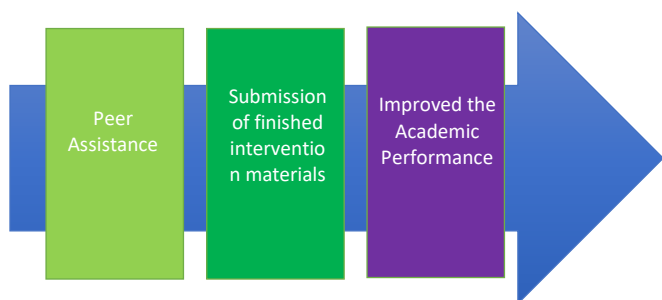 Peer
Assistance
Submission
of finished
interventio
n materials
Improved the
Academic
Performance